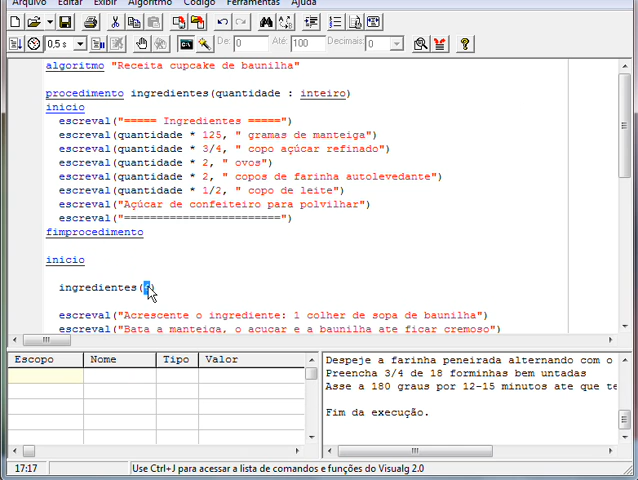 Arquivo Editar Exibir Algoritmo Código Ferramentas Ajuda
0,5 s De: 0 Até: 100 Decimais: 0
algoritmo "Receita cupcake de baunilha"
procedimento ingredientes(quantidade : inteiro)
inicio
escreval("===== Ingredientes =====")
escreval(quantidade * 125, " gramas de manteiga")
escreval(quantidade * 3/4, " copo açúcar refinado")
escreval(quantidade * 2, " ovos")
escreval(quantidade * 2, " copos de farinha autolevedante")
escreval(quantidade * 1/2, " copo de leite")
escreval("Açúcar de confeiteiro para polvilhar")
escreval("=======================")
fimprocedimento
inicio
ingredientes(
escreval("Acrescente o ingrediente: 1 colher de sopa de baunilha")
escreval("Bata a manteiga, o acucar e a baunilha ate ficar cremoso")
Escopo Nome Tipo Valor
Despeje a farinha peneirada alternando com o
Preencha 3/4 de 18 forminhas bem untadas
Asse a 180 graus por 12-15 minutos ate que te
Fim da execução.
17:17 Use Ctrl+J para acessar a lista de comandos e funções do Visualg 2.0